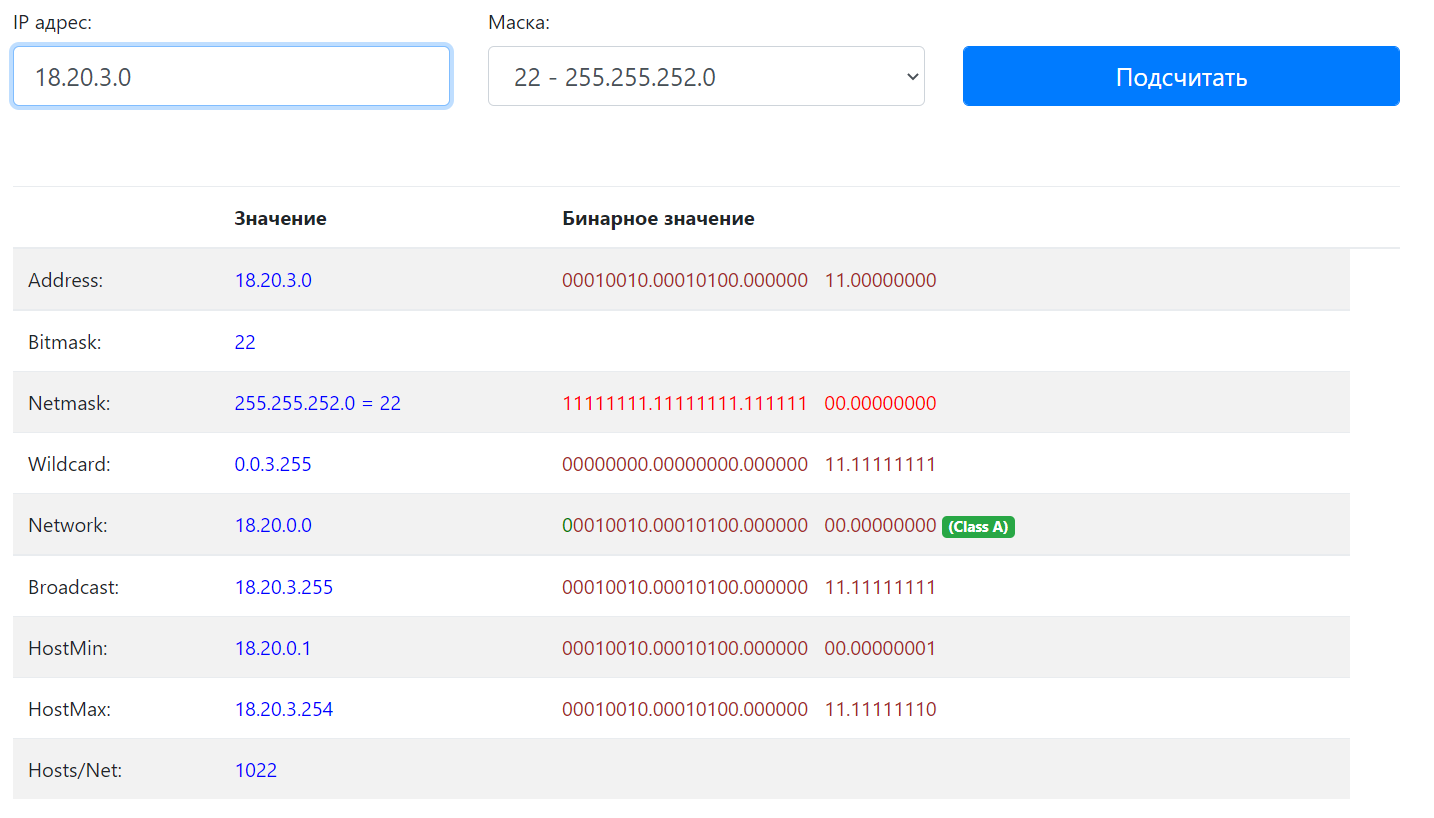 IP адрес: Маска:
18.20.3.0 22 - 255.255.252.0 Подсчитать
Значение Бинарное значение
Address: 18.20.3.0 00010010.00010100.000000 11.00000000
Bitmask: 22
Netmask: 255.255.252.0 = 22 11111111.11111111.111111 00.00000000
Wildcard: 0.0.3.255 00000000.00000000.000000 11.11111111
Network: 18.20.0.0 00010010.00010100.000000 00.00000000 (Class A)
Broadcast: 18.20.3.255 00010010.00010100.000000 11.11111111
HostMin: 18.20.0.1 00010010.00010100.000000 00.00000001
HostMax: 18.20.3.254 00010010.00010100.000000 11.11111110
Hosts/Net: 1022